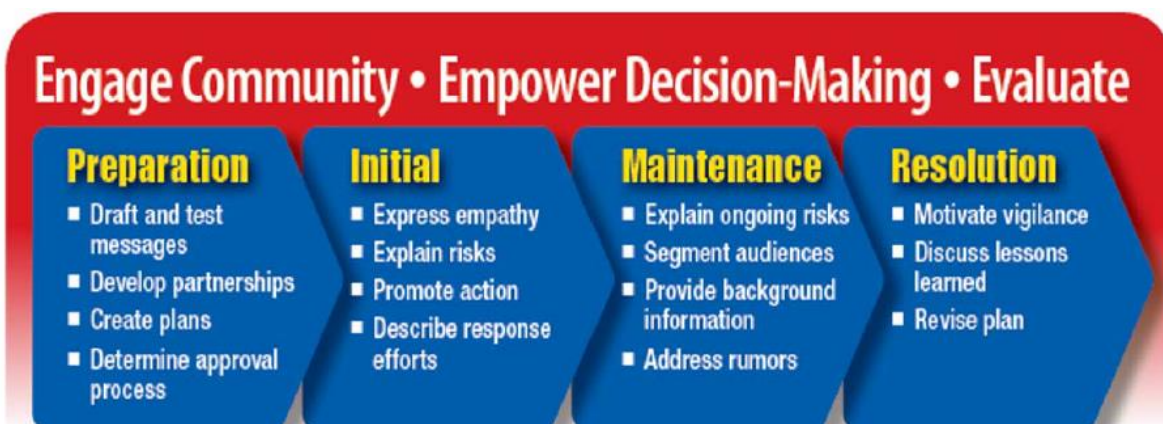 Engage Community • Empower Decision-Making • Evaluate
Preparation
▪ Draft and test
messages
▪ Develop partnerships
▪ Create plans
▪ Determine approval
process
Initial
▪ Express empathy
▪ Explain risks
▪ Promote action
▪ Describe response
efforts
Maintenance
▪ Explain ongoing risks
▪ Segment audiences
▪ Provide background
information
▪ Address rumors
Resolution
▪ Motivate vigilance
▪ Discuss lessons
learned
▪ Revise plan